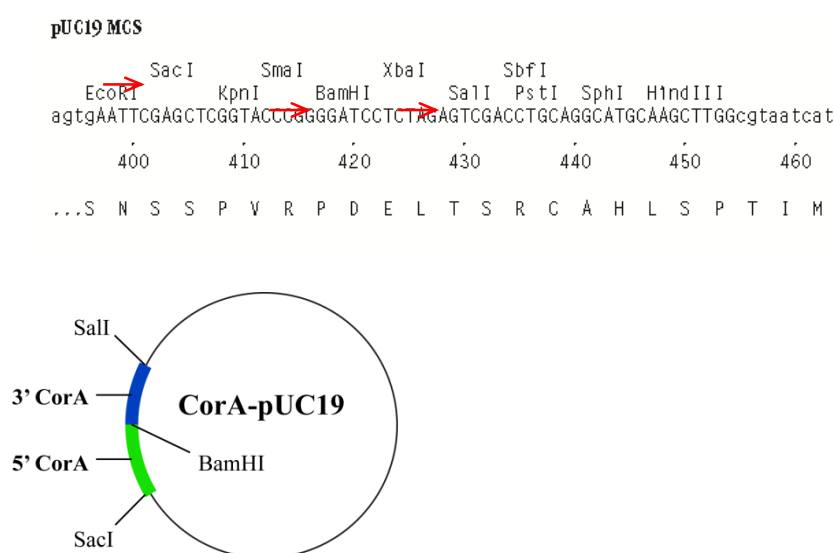 pUC19 MCS
SacI SmaI XbaI SbfI
EcoRI KpnI BamHI SalI PstI SphI HindIII
agtgAATTCGAGCTCGGTACCCGGGGATCCTCTAGAGTCGACCTGCAGGCATGCAAGCTTGGcgtaatcat
. . . . . . .
400 410 420 430 440 450 460
...S N S S P V R P D E L T S R C A H L S P T I M
SalI
3' CorA
CorA-pUC19
5' CorA
BamHI
SacI